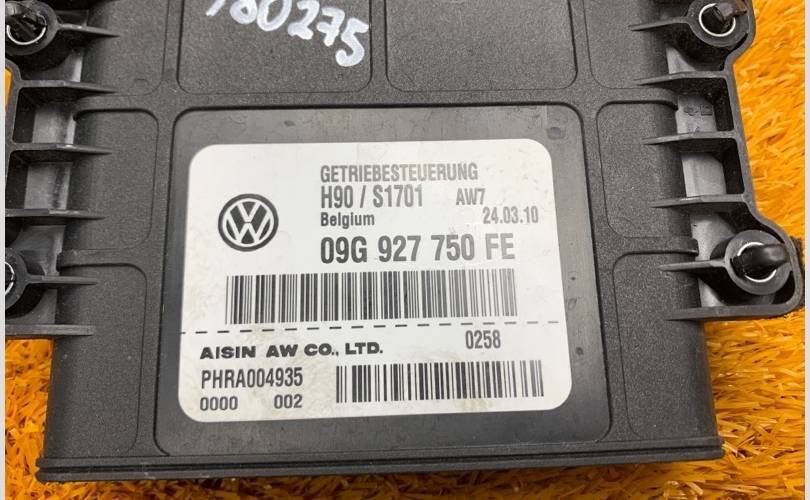 180275
GETRIEBESTEUERUNG
H90 / S1701 AW7
Belgium 24.03.10
09G 927 750 FE
AISIN AW CO., LTD. 0258
PHRA004935
0000 002